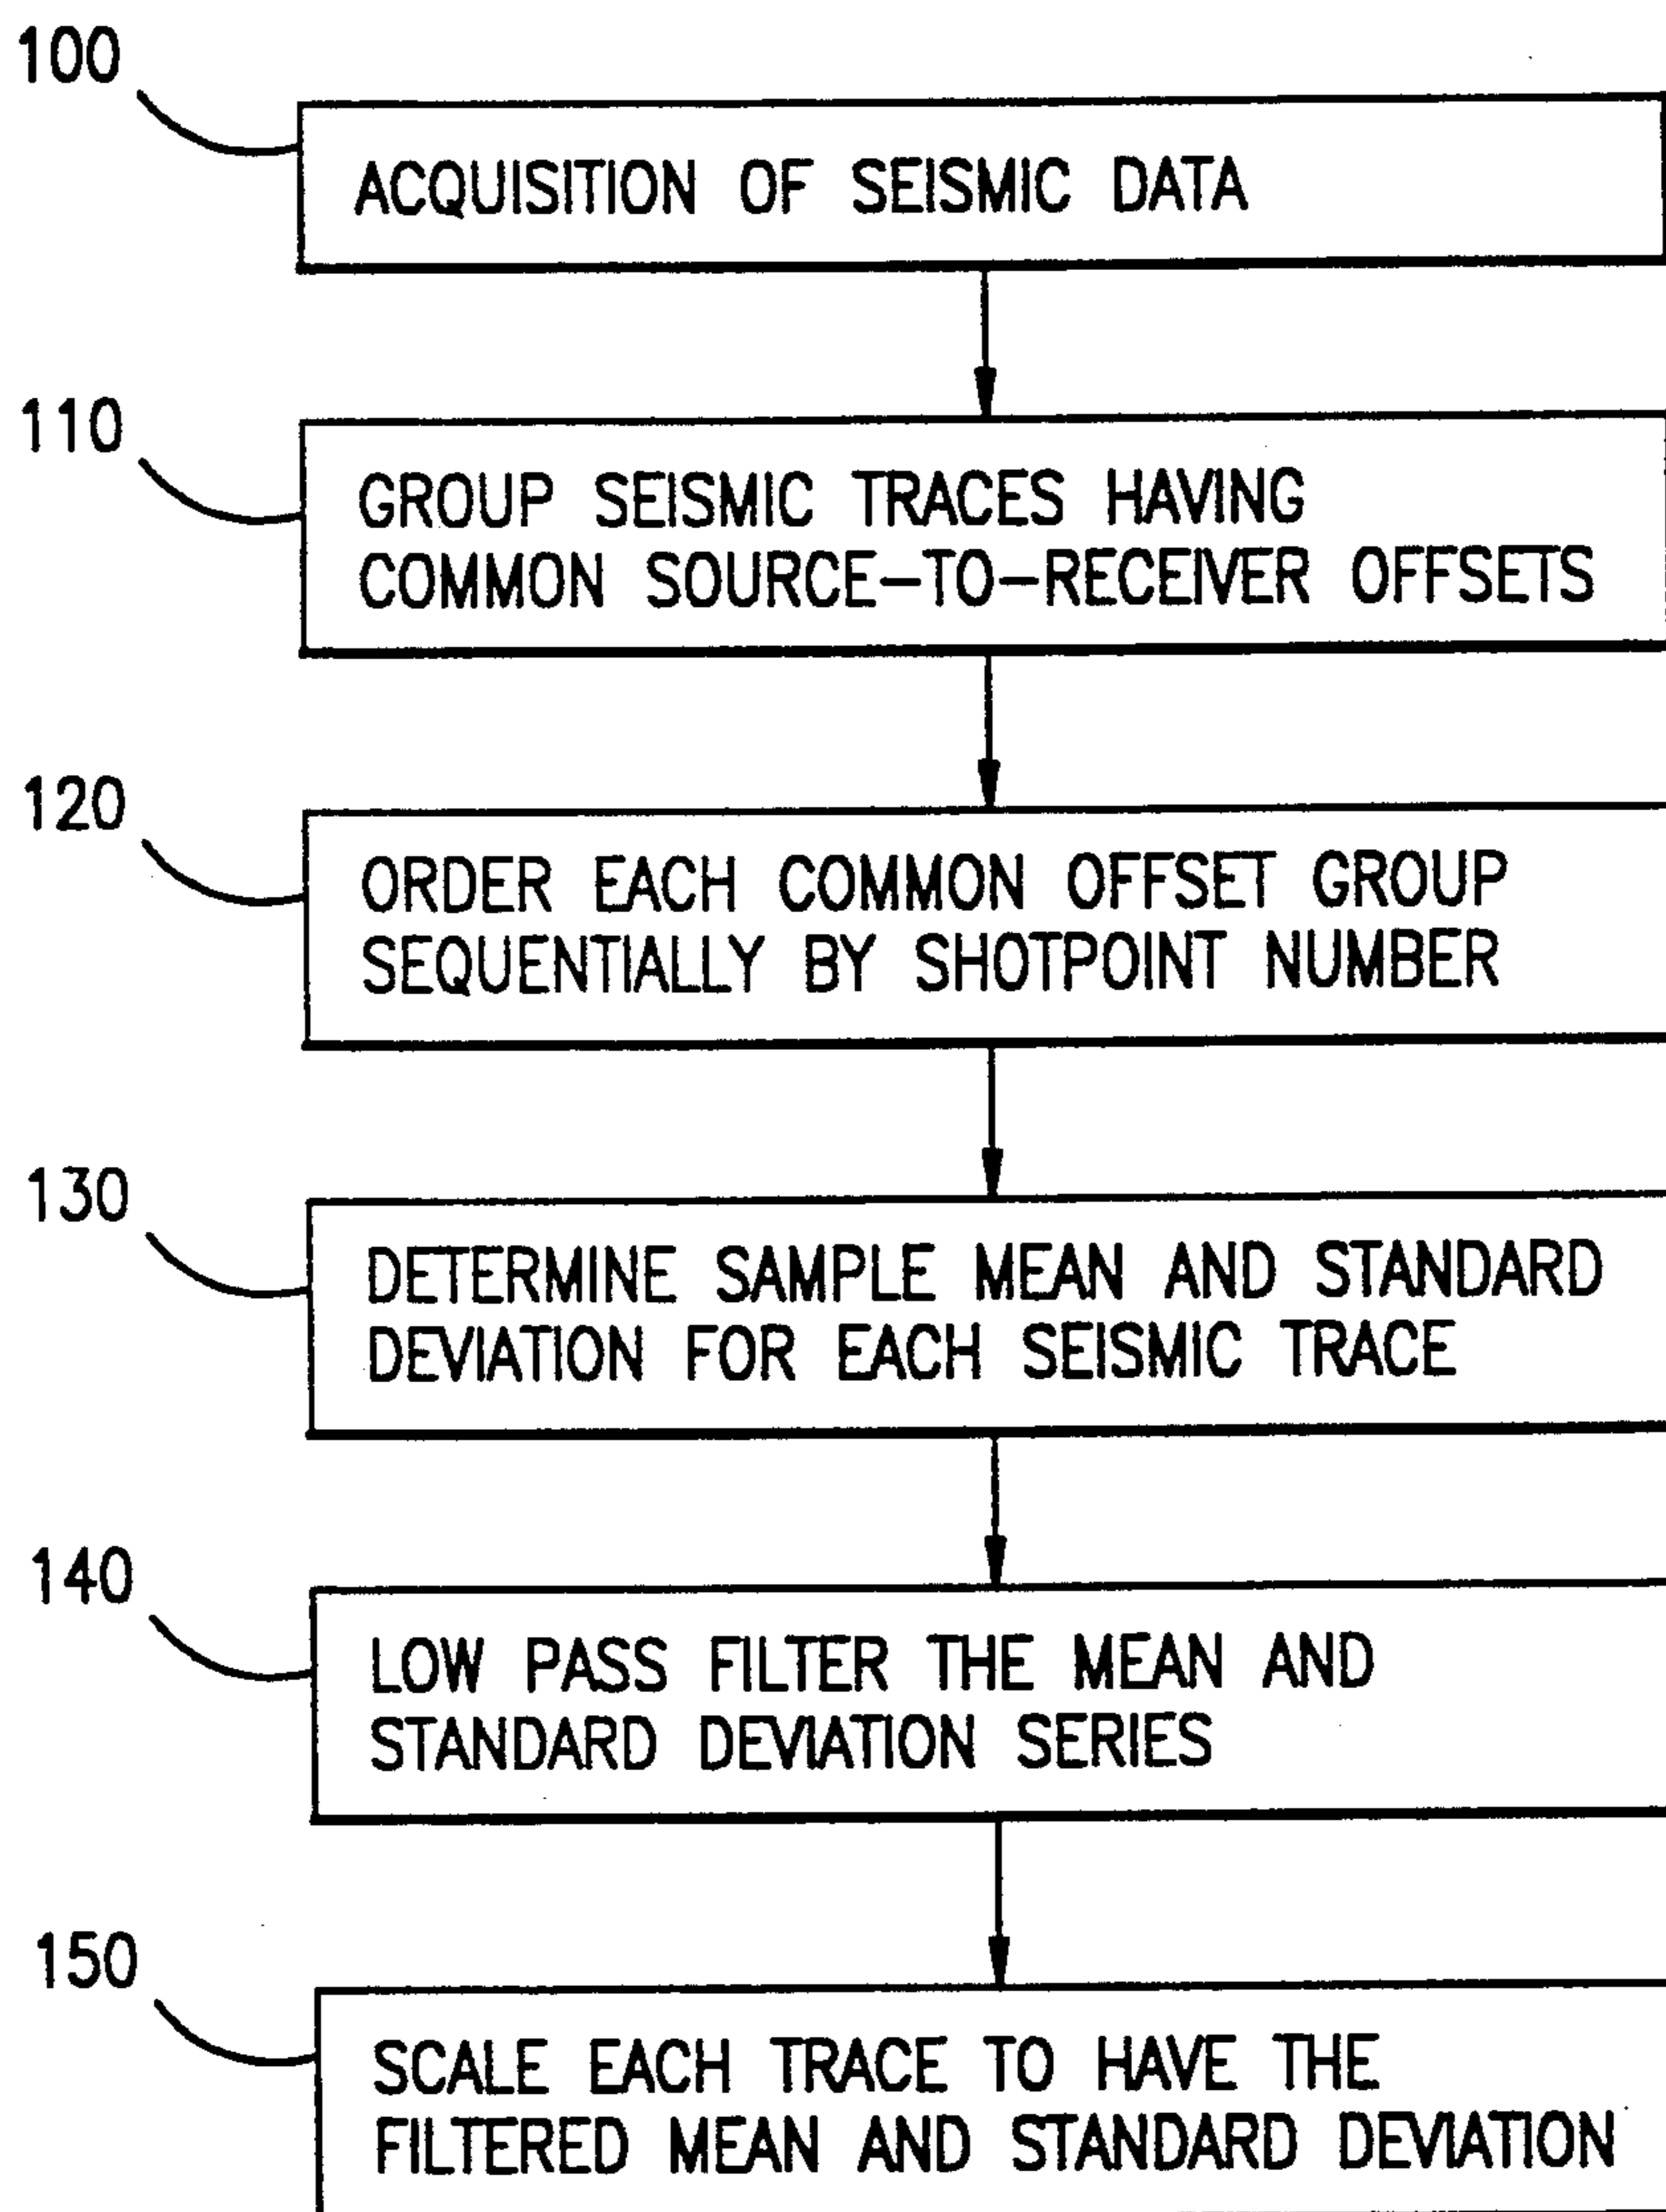 100
ACQUISITION OF SEISMIC DATA
110
GROUP SEISMIC TRACES HAVING
COMMON SOURCE-TO-RECEIVER OFFSETS
120
ORDER EACH COMMON OFFSET GROUP
SEQUENTIALLY BY SHOTPOINT NUMBER
130
DETERMINE SAMPLE MEAN AND STANDARD
DEVIATION FOR EACH SEISMIC TRACE
140
LOW PASS FILTER THE MEAN AND
STANDARD DEVIATION SERIES
150
SCALE EACH TRACE TO HAVE THE
FILTERED MEAN AND STANDARD DEVIATION